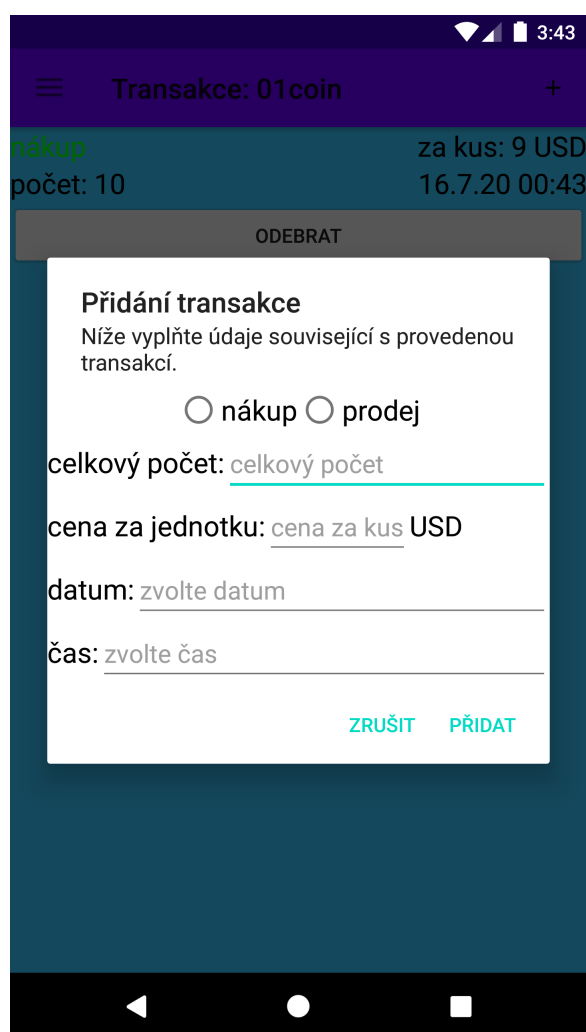 3:43
Transakce: 01coin +
nákup za kus: 9 USD
počet: 10 16.7.20 00:43
ODEBRAT
Přidání transakce
Níže vyplňte údaje související s provedenou
transakcí.
nákup prodej
celkový počet: celkový počet
cena za jednotku: cena za kus USD
datum: zvolte datum
čas: zvolte čas
ZRUŠIT PŘIDAT